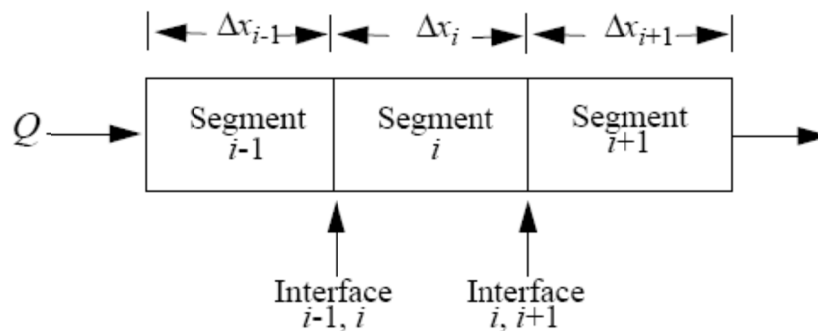 Δx_{i-1} Δx_i Δx_{i+1}
Q Segment i-1 Segment i Segment i+1
Interface i-1, i Interface i, i+1